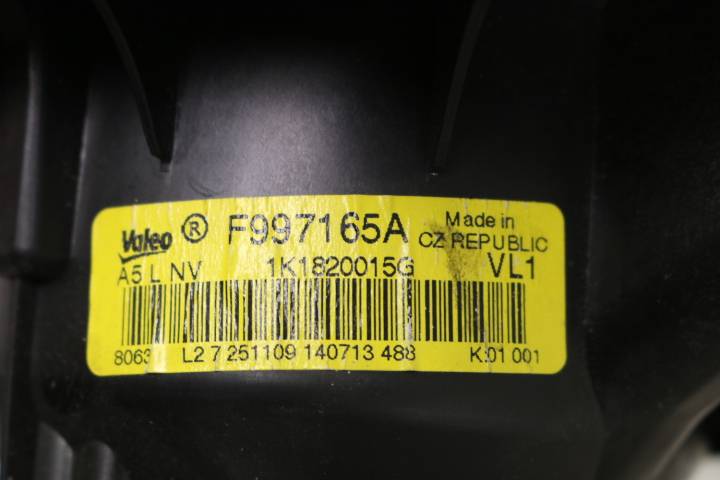 Valeo ® F997165A Made in
CZ REPUBLIC
A5 L NV 1K1820015G VL1
8063 L2 7 251109 140713 488 K:01 001